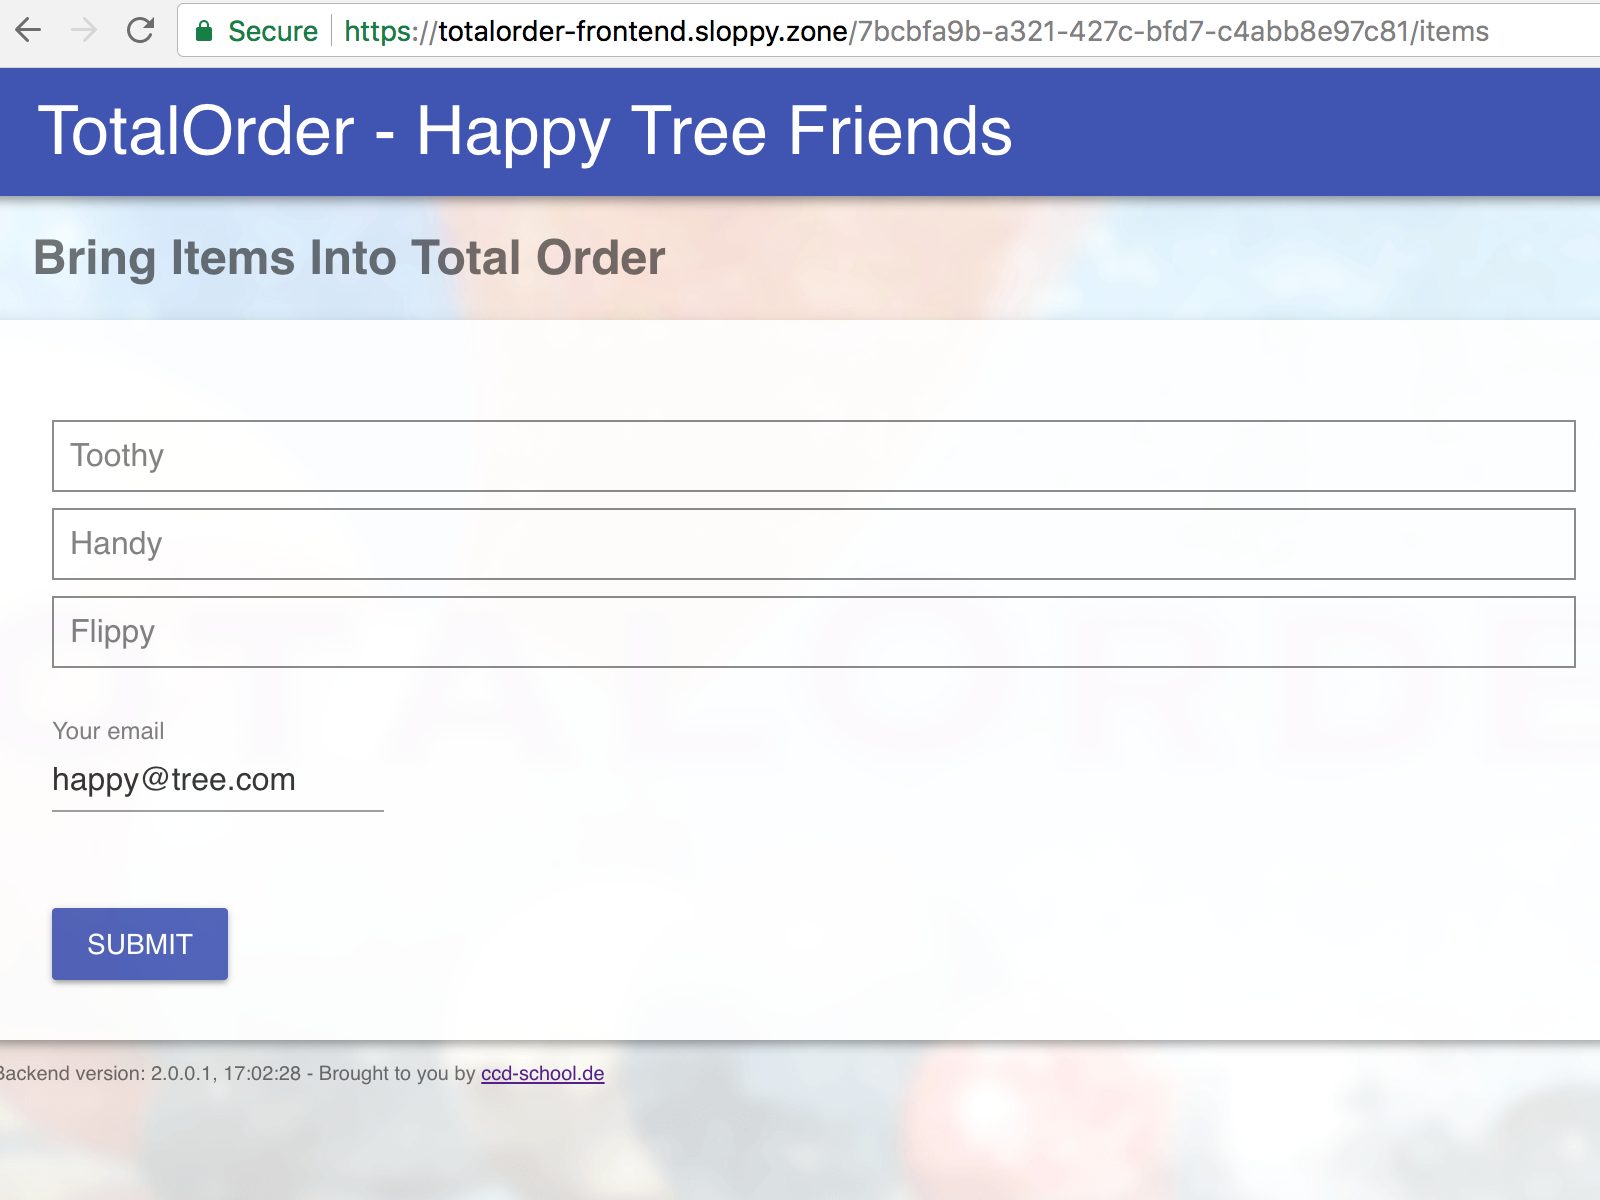 Secure https://totalorder-frontend.sloppy.zone/7bcbfa9b-a321-427c-bfd7-c4abb8e97c81/items
TotalOrder - Happy Tree Friends
Bring Items Into Total Order
Toothy
Handy
Flippy
Your email
happy@tree.com
SUBMIT
Backend version: 2.0.0.1, 17:02:28 - Brought to you by ccd-school.de